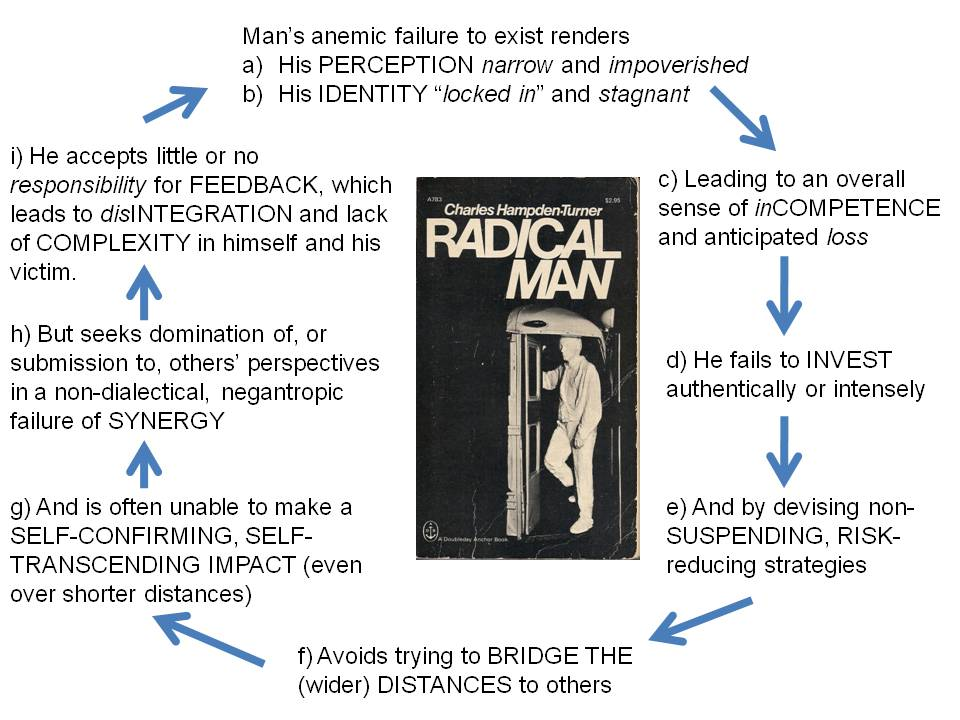 Man's anemic failure to exist renders
a) His PERCEPTION narrow and impoverished
b) His IDENTITY “locked in” and stagnant
c) Leading to an overall
sense of inCOMPETENCE
and anticipated loss
d) He fails to INVEST
authentically or intensely
e) And by devising non-
SUSPENDING, RISK-
reducing strategies
f) Avoids trying to BRIDGE THE
(wider) DISTANCES to others
g) And is often unable to make a
SELF-CONFIRMING, SELF-
TRANSCENDING IMPACT (even
over shorter distances)
h) But seeks domination of, or
submission to, others' perspectives
in a non-dialectical, negantropic
failure of SYNERGY
i) He accepts little or no
responsibility for FEEDBACK, which
leads to disINTEGRATION and lack
of COMPLEXITY in himself and his
victim.
A783
$2.95
Charles Hampden-Turner
RADICAL
MAN
A Doubleday Anchor Book